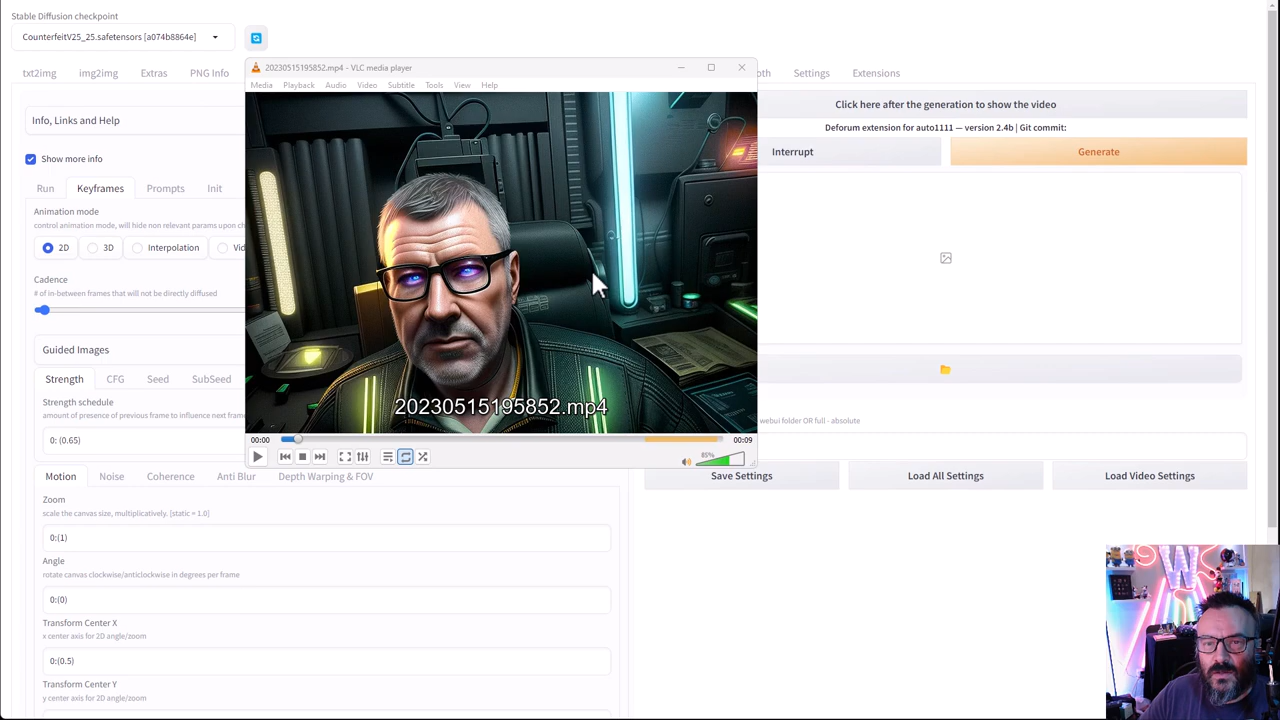 Stable Diffusion checkpoint
CounterfeitV25_25.safetensors [a074b8864e]
txt2img
img2img
Extras
PNG Info
Settings
Extensions
20230515195852.mp4 - VLC media player
Media Playback Audio Video Subtitle Tools View Help
Info, Links and Help
Click here after the generation to show the video
Deforum extension for auto1111 — version 2.4b | Git commit:
Show more info
Interrupt
Generate
Run
Keyframes
Prompts
Init
Animation mode
control animation mode, will hide non relevant params upon ch
2D
3D
Interpolation
Cadence
# of in-between frames that will not be directly diffused
Guided Images
Strength
CFG
Seed
SubSeed
Strength schedule
amount of presence of previous frame to influence next frame
0: (0.65)
20230515195852.mp4
00:00
00:09
85%
webui folder OR full - absolute
Motion
Noise
Coherence
Anti Blur
Depth Warping & FOV
Save Settings
Load All Settings
Load Video Settings
Zoom
scale the canvas size, multiplicatively. [static = 1.0]
0:(1)
Angle
rotate canvas clockwise/anticlockwise in degrees per frame
0:(0)
Transform Center X
x center axis for 2D angle/zoom
0:(0.5)
Transform Center Y
y center axis for 2D angle/zoom